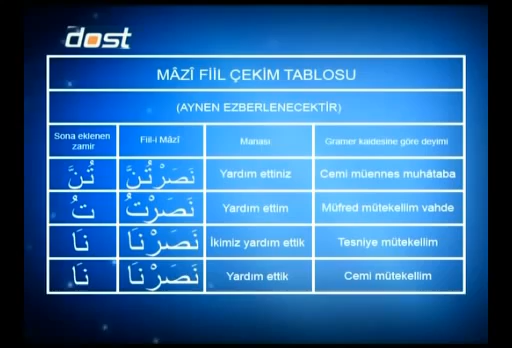 dost
MÂZÎ FİİL ÇEKİM TABLOSU
(AYNEN EZBERLENECEKTİR)
Sona eklenen zamir Fiil-i Mâzî Manası Gramer kaidesine göre deyimi
تُنَّ نَصَرْتُنَّ Yardım ettiniz Cemi müennes muhâtaba
تُ نَصَرْتُ Yardım ettim Müfred mütekellim vahde
نَا نَصَرْنَا İkimiz yardım ettik Tesniye mütekellim
نَا نَصَرْنَا Yardım ettik Cemi mütekellim